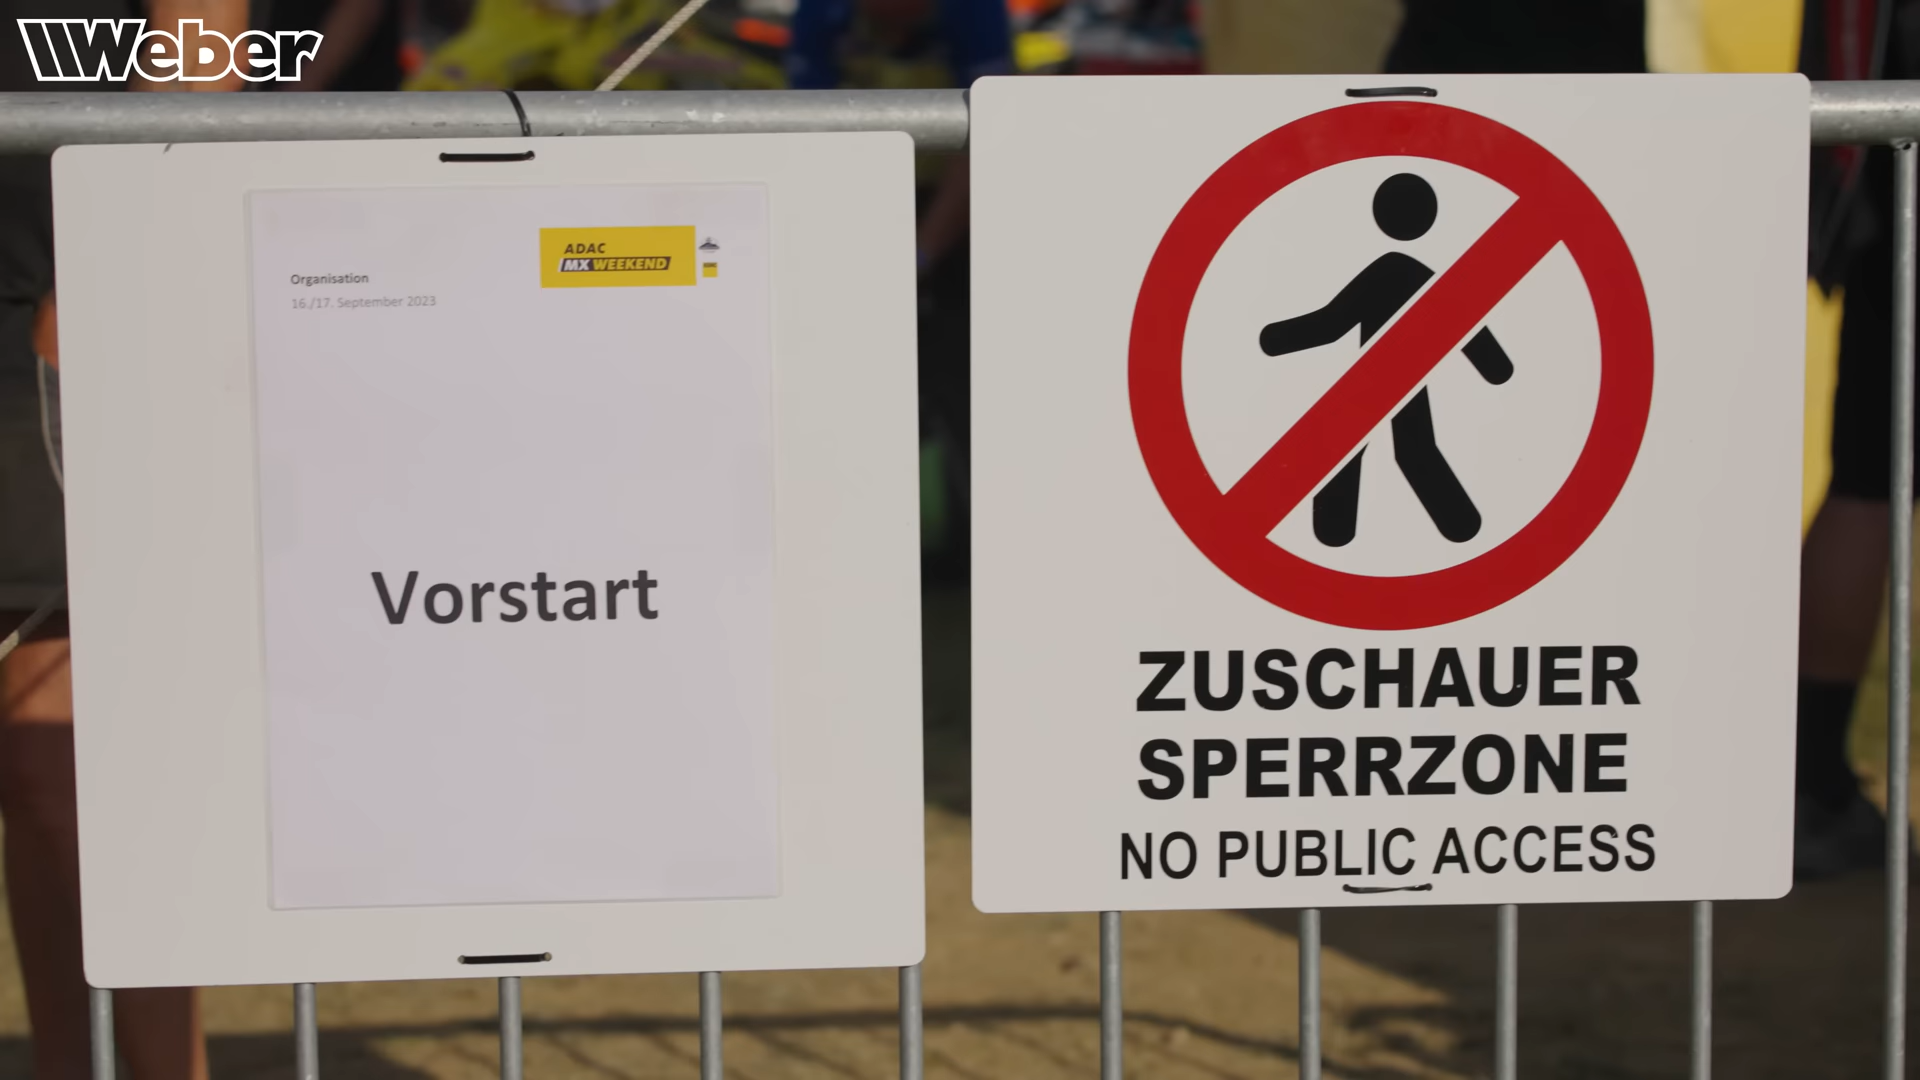 Weber
ADAC
MX WEEKEND
Organisation
16./17. September 2023
Vorstart
ZUSCHAUER
SPERRZONE
NO PUBLIC ACCESS